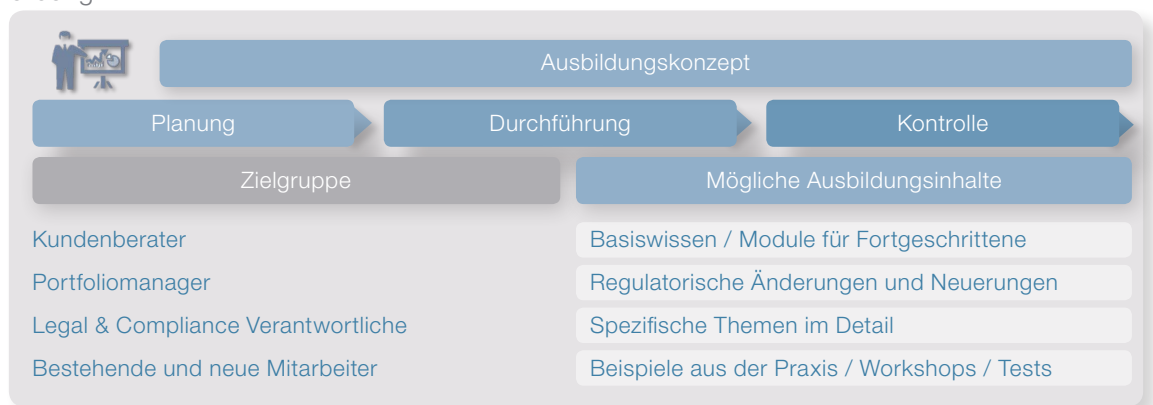 Ausbildungskonzept
Planung
Durchführung
Kontrolle
Zielgruppe
Mögliche Ausbildungsinhalte
Kundenberater
Basiswissen / Module für Fortgeschrittene
Portfoliomanager
Regulatorische Änderungen und Neuerungen
Legal & Compliance Verantwortliche
Spezifische Themen im Detail
Bestehende und neue Mitarbeiter
Beispiele aus der Praxis / Workshops / Tests